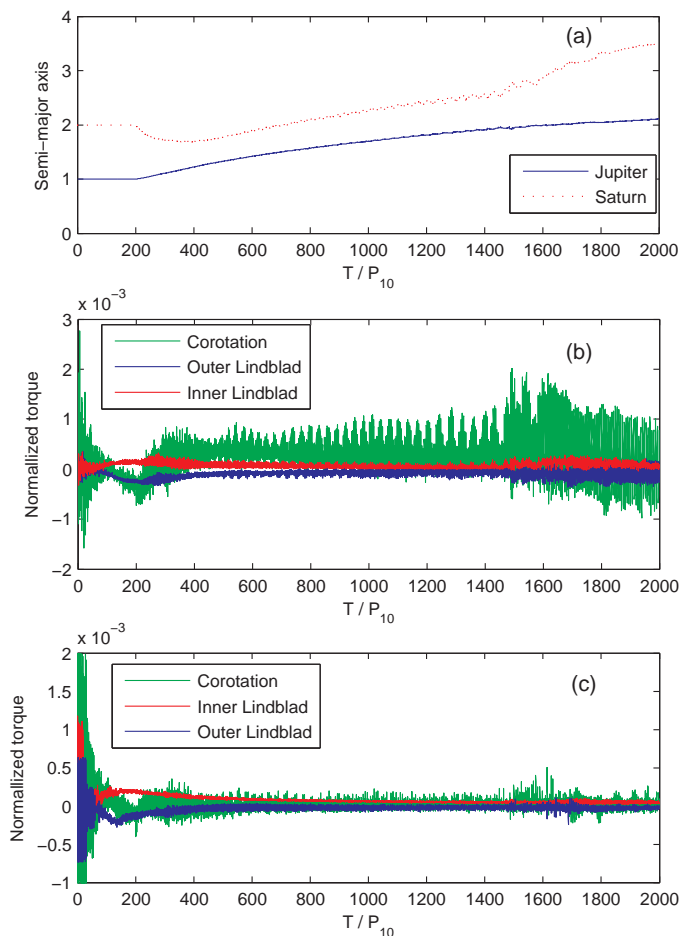 (a)
4
3
2
1
0
Semi-major axis
Jupiter
Saturn
0 200 400 600 800 1000 1200 1400 1600 1800 2000
T / P10
x 10−3
(b)
3
2
1
0
−1
−2
Normallized torque
Corotation
Outer Lindblad
Inner Lindblad
0 200 400 600 800 1000 1200 1400 1600 1800 2000
T / P10
x 10−3
(c)
2
1.5
1
0.5
0
−0.5
−1
Normallized torque
Corotation
Inner Lindblad
Outer Lindblad
0 200 400 600 800 1000 1200 1400 1600 1800 2000
T / P10